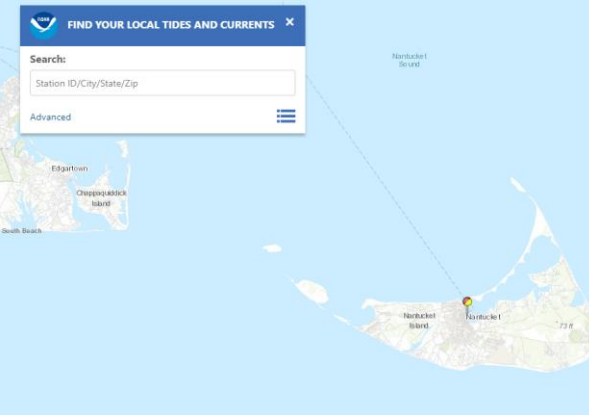 NOAA
FIND YOUR LOCAL TIDES AND CURRENTS ×
Search:
Station ID/City/State/Zip
Advanced
Nantucket
Sound
Edgartown
Chappaquiddick
Island
South Beach
Nantucket
Island
Nantucket
73 ft